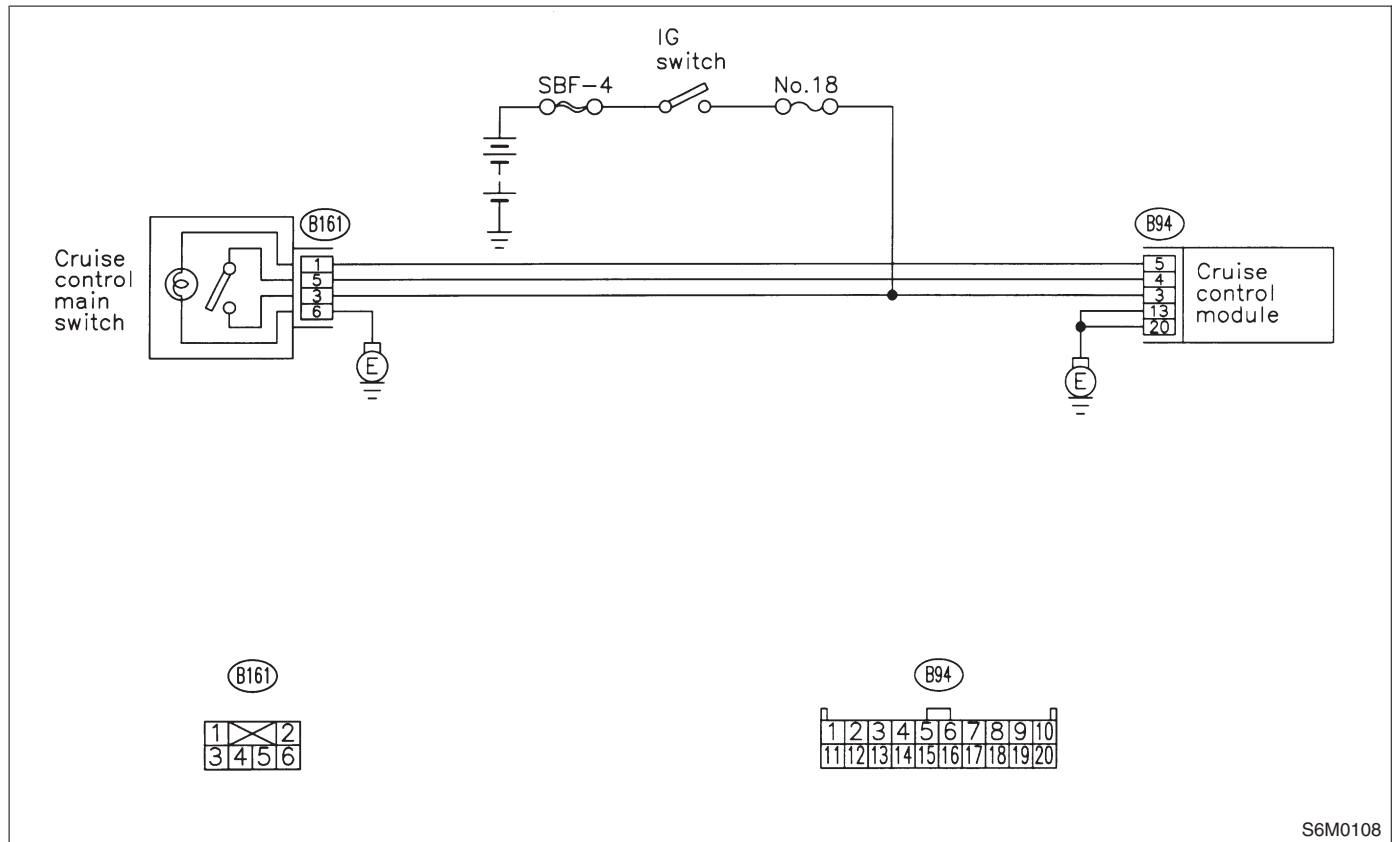 IG
switch
SBF-4
No.18
B161
B94
Cruise
control
main
switch
1
5
3
6
5
4
3
13
20
Cruise
control
module
E
E
B161
B94
1 2
3 4 5 6
1 2 3 4 5 6 7 8 9 10
11 12 13 14 15 16 17 18 19 20
S6M0108